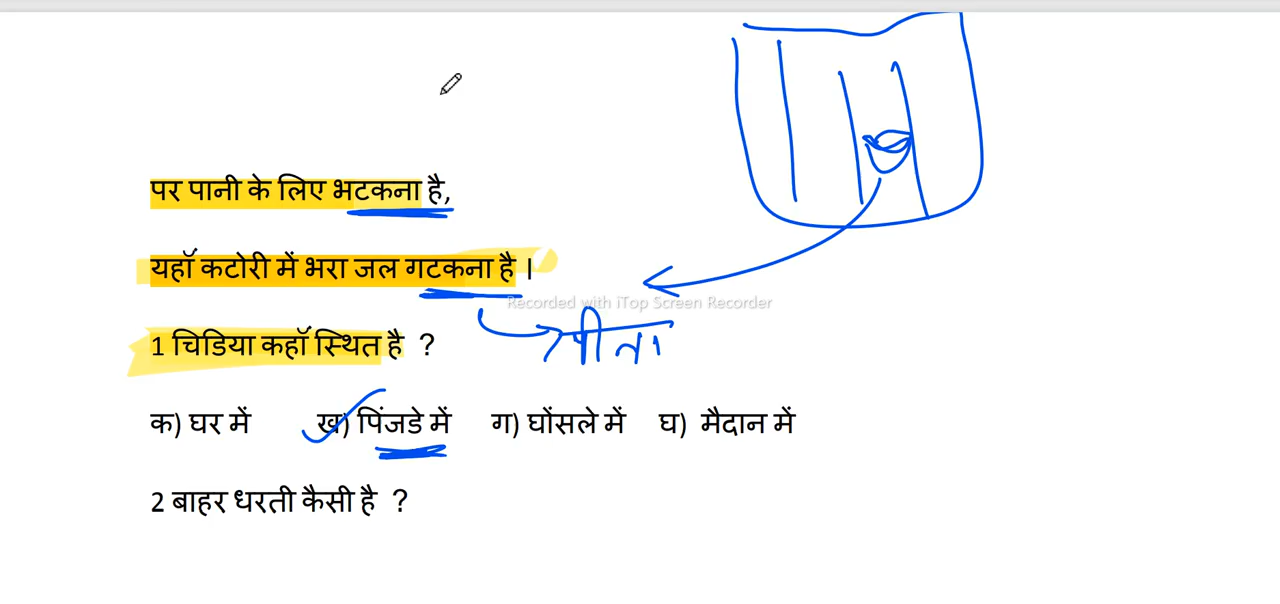 पर पानी के लिए भटकना है,
यहॉ कटोरी में भरा जल गटकना है ।
Recorded with iTop Screen Recorder
पीना
1 चिडिया कहॉ स्थित है ?
क) घर में ख) पिंजडे में ग) घोंसले में घ) मैदान में
2 बाहर धरती कैसी है ?